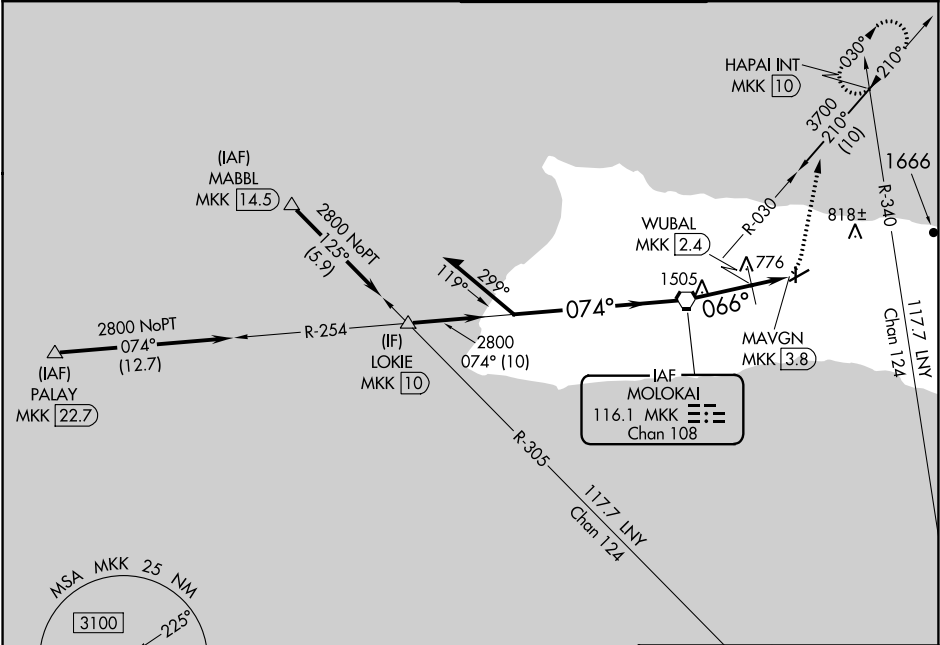 HAPAI INT
MKK 10
030°
210°
3700
210°
(10)
1666
(IAF)
MABBL
MKK 14.5
2800 NoPT
125°
(5.9)
R-030
R-340
818±
WUBAL
MKK 2.4
776
1505
299°
119°
074°
066°
2800 NoPT
074°
(12.7)
R-254
(IAF)
PALAY
MKK 22.7
(IF)
LOKIE
MKK 10
2800
074° (10)
MAVGN
MKK 3.8
117.7 LNY
Chan 124
IAF
MOLOKAI
116.1 MKK
Chan 108
R-305
117.7 LNY
Chan 124
MSA MKK 25 NM
3100
225°